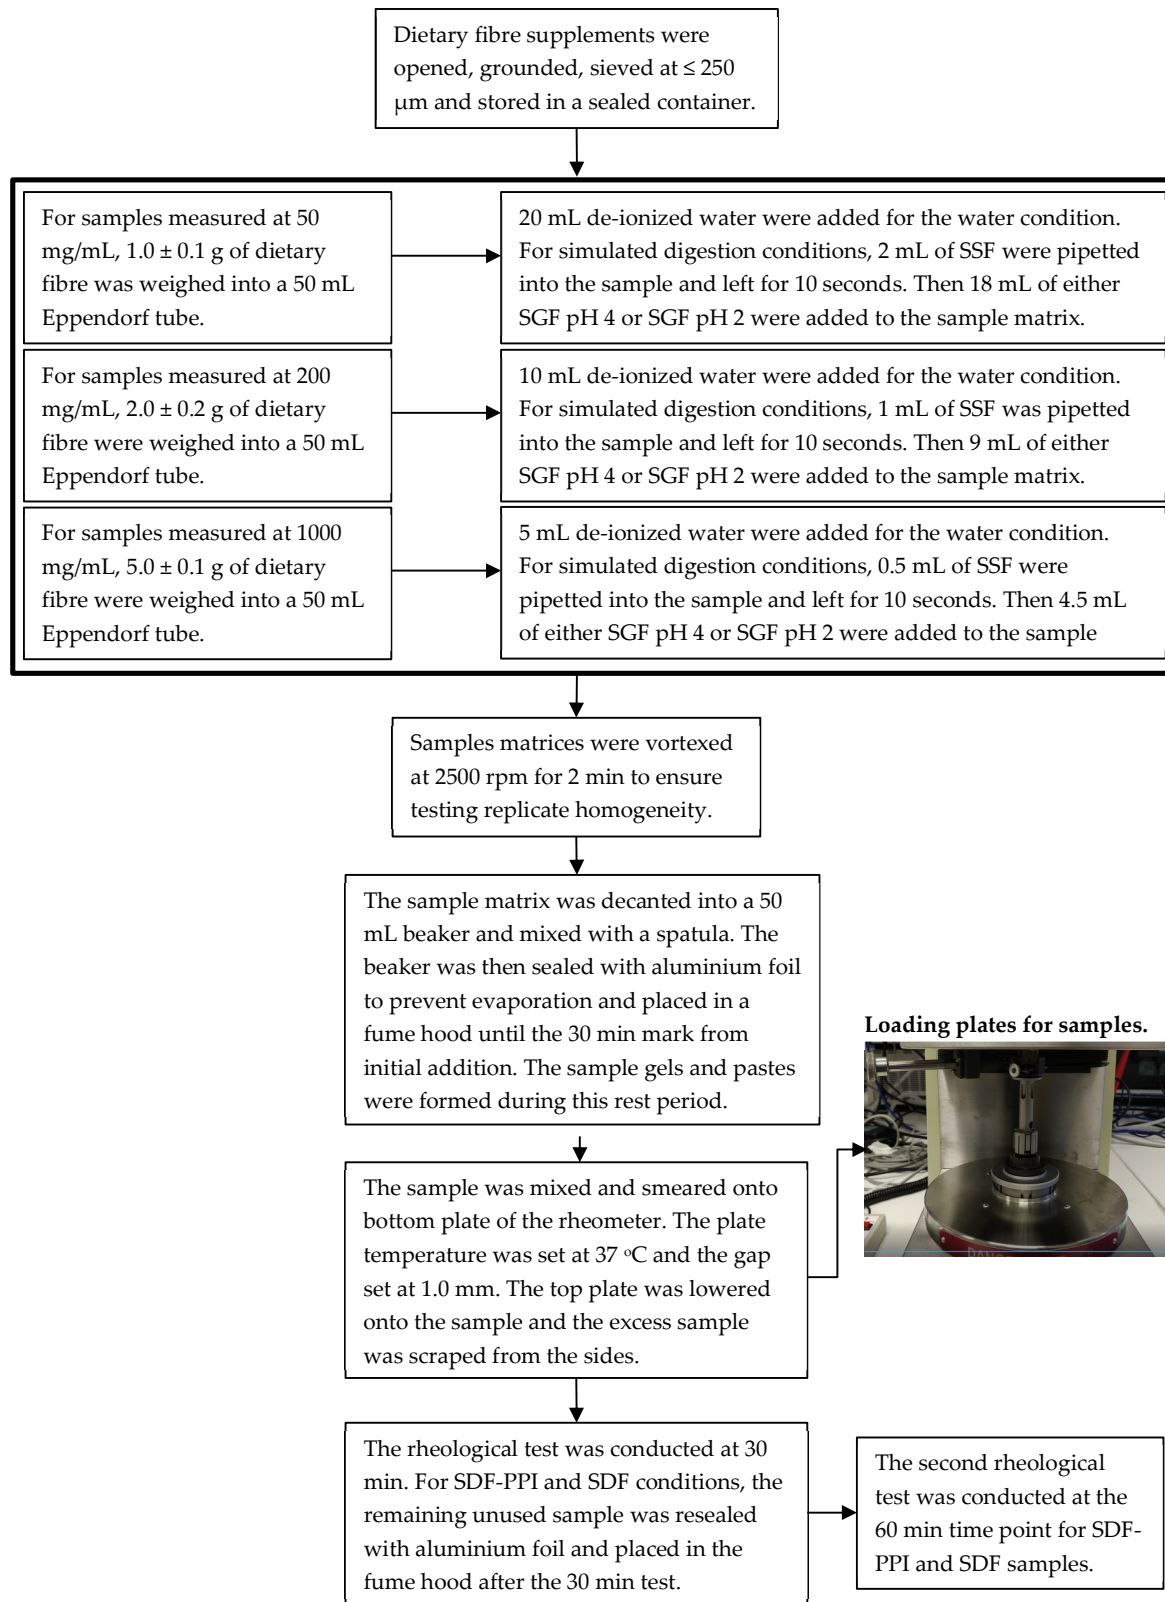 Dietary fibre supplements were
opened, grounded, sieved at ≤ 250
µm and stored in a sealed container.
For samples measured at 50
mg/mL, 1.0 ± 0.1 g of dietary
fibre was weighed into a 50 mL
Eppendorf tube.
20 mL de-ionized water were added for the water condition.
For simulated digestion conditions, 2 mL of SSF were pipetted
into the sample and left for 10 seconds. Then 18 mL of either
SGF pH 4 or SGF pH 2 were added to the sample matrix.
For samples measured at 200
mg/mL, 2.0 ± 0.2 g of dietary
fibre were weighed into a 50 mL
Eppendorf tube.
10 mL de-ionized water were added for the water condition.
For simulated digestion conditions, 1 mL of SSF was pipetted
into the sample and left for 10 seconds. Then 9 mL of either
SGF pH 4 or SGF pH 2 were added to the sample matrix.
For samples measured at 1000
mg/mL, 5.0 ± 0.1 g of dietary
fibre were weighed into a 50 mL
Eppendorf tube.
5 mL de-ionized water were added for the water condition.
For simulated digestion conditions, 0.5 mL of SSF were
pipetted into the sample and left for 10 seconds. Then 4.5 mL
of either SGF pH 4 or SGF pH 2 were added to the sample
Samples matrices were vortexed
at 2500 rpm for 2 min to ensure
testing replicate homogeneity.
The sample matrix was decanted into a 50
mL beaker and mixed with a spatula. The
beaker was then sealed with aluminium foil
to prevent evaporation and placed in a
fume hood until the 30 min mark from
initial addition. The sample gels and pastes
were formed during this rest period.
Loading plates for samples.
The sample was mixed and smeared onto
bottom plate of the rheometer. The plate
temperature was set at 37 °C and the gap
set at 1.0 mm. The top plate was lowered
onto the sample and the excess sample
was scraped from the sides.
The rheological test was conducted at 30
min. For SDF-PPI and SDF conditions, the
remaining unused sample was resealed
with aluminium foil and placed in the
fume hood after the 30 min test.
The second rheological
test was conducted at the
60 min time point for SDF-
PPI and SDF samples.